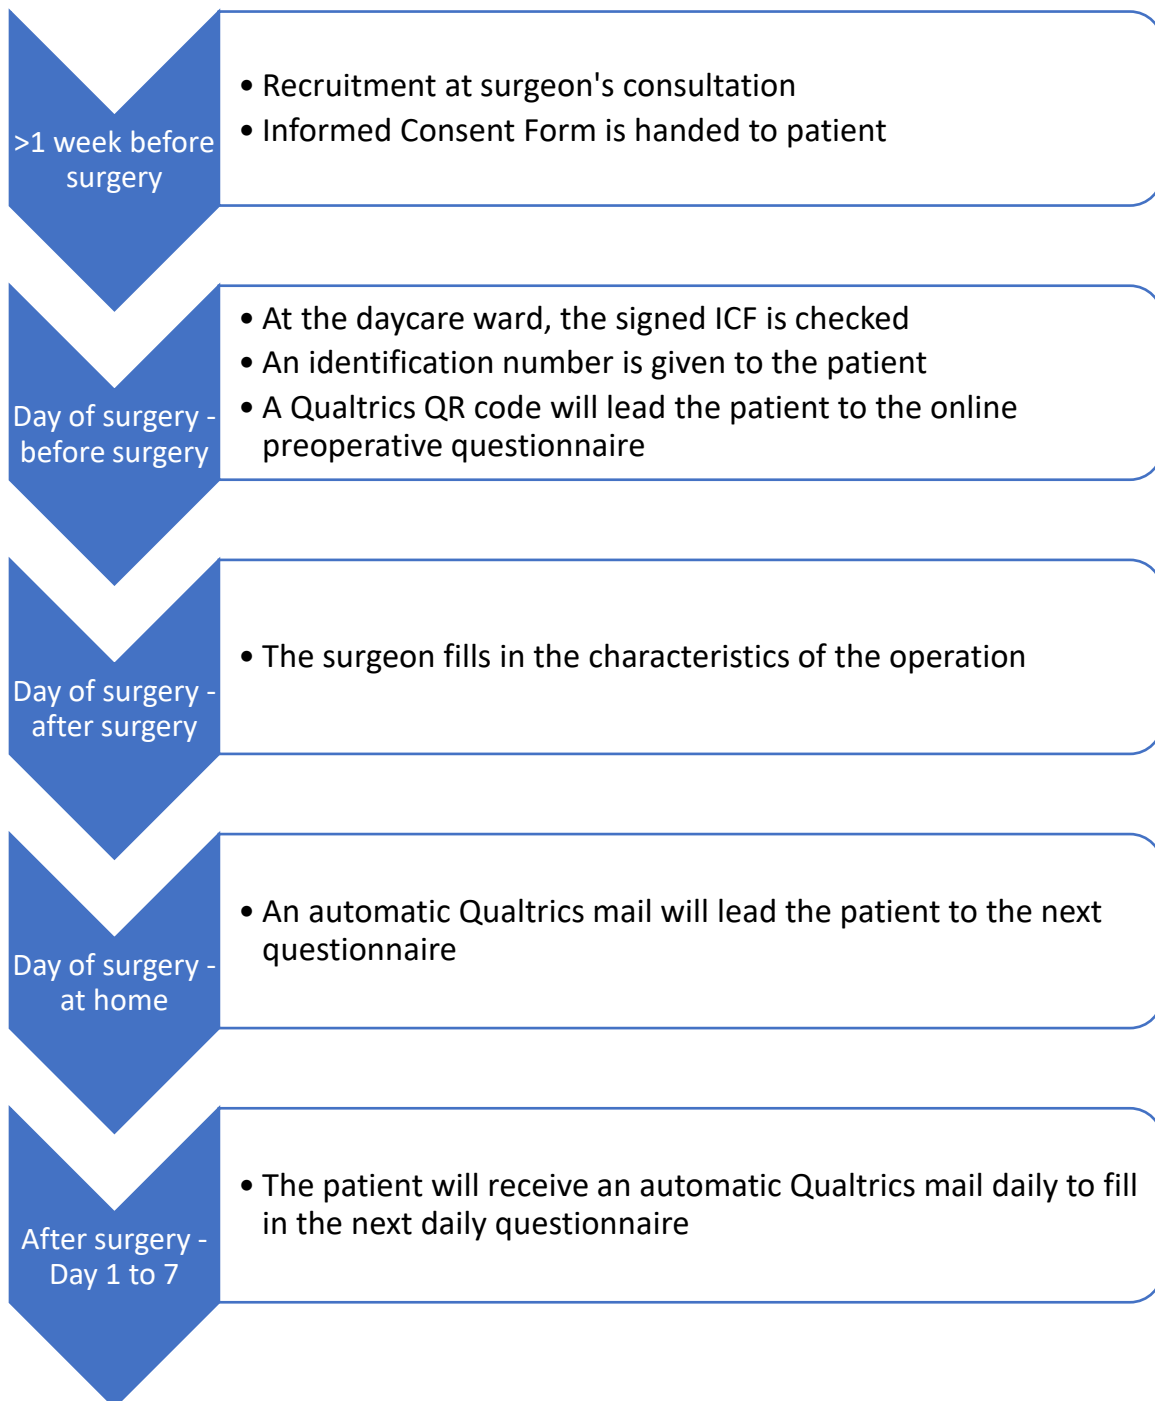 >1 week before
surgery
• Recruitment at surgeon's consultation
• Informed Consent Form is handed to patient
Day of surgery -
before surgery
• At the daycare ward, the signed ICF is checked
• An identification number is given to the patient
• A Qualtrics QR code will lead the patient to the online
preoperative questionnaire
Day of surgery -
after surgery
• The surgeon fills in the characteristics of the operation
Day of surgery -
at home
• An automatic Qualtrics mail will lead the patient to the next
questionnaire
After surgery -
Day 1 to 7
• The patient will receive an automatic Qualtrics mail daily to fill
in the next daily questionnaire